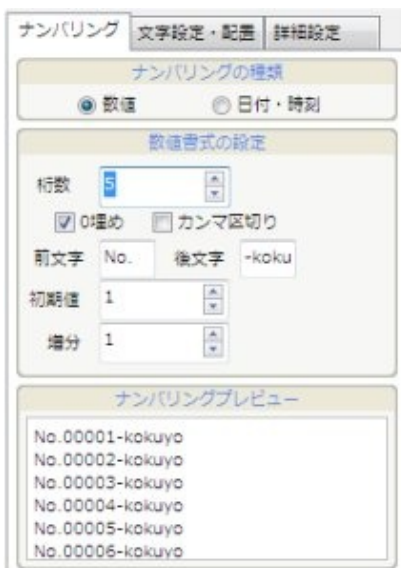 ナンバリング 文字設定・配置 詳細設定
ナンバリングの種類
数値 日付・時刻
数値書式の設定
桁数 5
0埋め カンマ区切り
前文字 No. 後文字 -koku
初期値 1
増分 1
ナンバリングプレビュー
No.00001-kokuyo
No.00002-kokuyo
No.00003-kokuyo
No.00004-kokuyo
No.00005-kokuyo
No.00006-kokuyo